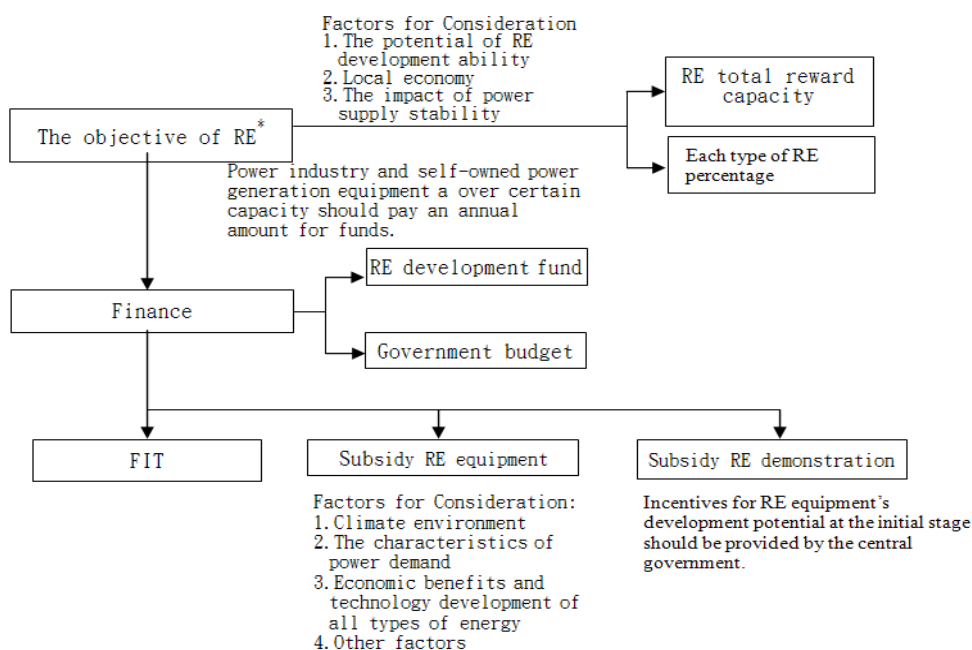 Factors for Consideration
1. The potential of RE
development ability
2. Local economy
3. The impact of power
supply stability
RE total reward
capacity
The objective of RE*
Each type of RE
percentage
Power industry and self-owned power
generation equipment a over certain
capacity should pay an annual
amount for funds.
RE development fund
Finance
Government budget
FIT
Subsidy RE equipment
Subsidy RE demonstration
Factors for Consideration:
1. Climate environment
2. The characteristics of
power demand
3. Economic benefits and
technology development of
all types of energy
4. Other factors
Incentives for RE equipment’s
development potential at the initial stage
should be provided by the central
government.